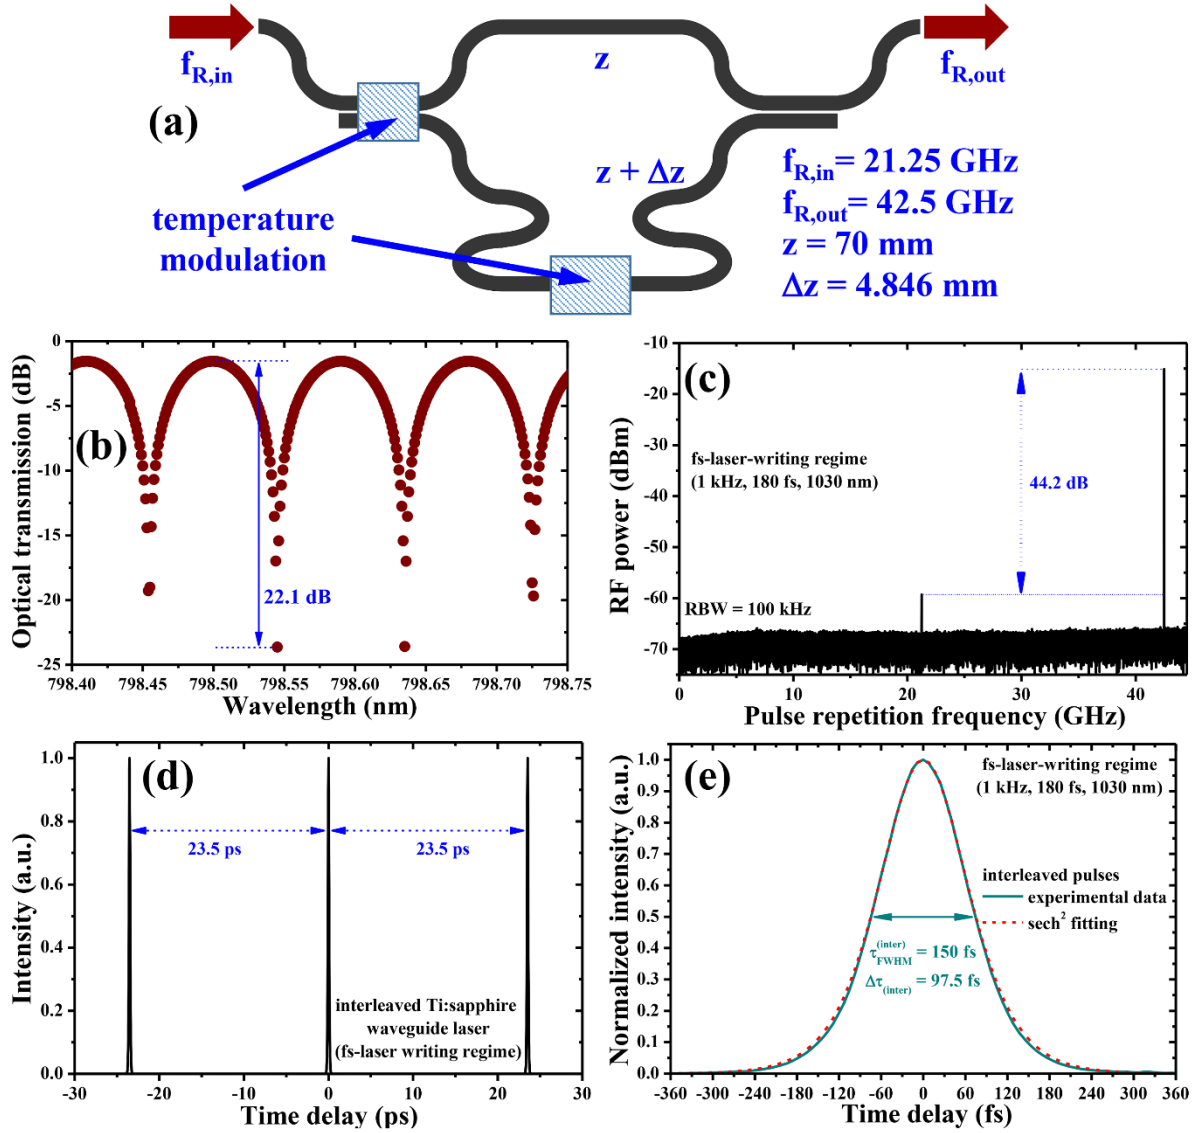 f_R,in
f_R,out
(a)
z
z + Δz
temperature
modulation
f_R,in= 21.25 GHz
f_R,out= 42.5 GHz
z = 70 mm
Δz = 4.846 mm
Optical transmission (dB)
0
-5
-10
-15
-20
-25
(b)
22.1 dB
798.40 798.45 798.50 798.55 798.60 798.65 798.70 798.75
Wavelength (nm)
RF power (dBm)
-10
-20
-30
-40
-50
-60
-70
(c)
fs-laser-writing regime
(1 kHz, 180 fs, 1030 nm)
44.2 dB
RBW = 100 kHz
0 10 20 30 40
Pulse repetition frequency (GHz)
Intensity (a.u.)
1.0
0.8
0.6
0.4
0.2
0.0
(d)
23.5 ps 23.5 ps
interleaved Ti:sapphire
waveguide laser
(fs-laser writing regime)
-30 -20 -10 0 10 20 30
Time delay (ps)
Normalized intensity (a.u.)
1.0
0.9
0.8
0.7
0.6
0.5
0.4
0.3
0.2
0.1
0.0
(e)
fs-laser-writing regime
(1 kHz, 180 fs, 1030 nm)
interleaved pulses
experimental data
sech² fitting
τ_FWHM^(inter) = 150 fs
Δτ_(inter) = 97.5 fs
-360 -300 -240 -180 -120 -60 0 60 120 180 240 300 360
Time delay (fs)